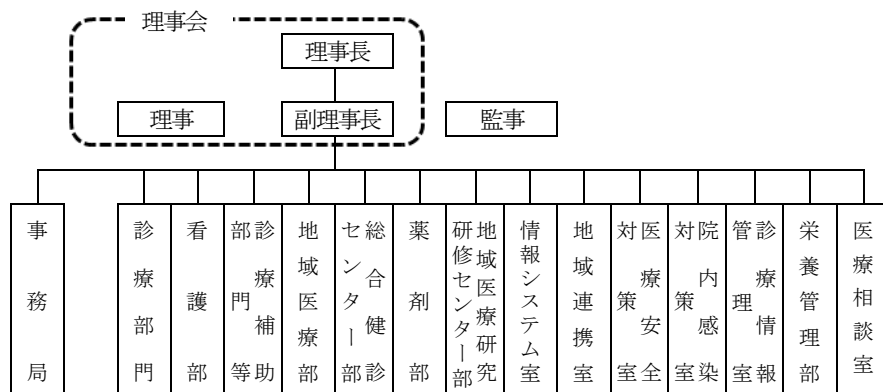 理事会
理事長
理事
副理事長
監事
事務局
診療部門
看護部
診療補助
部門等
地域医療部
総合健診
センター部
薬剤部
地域医療研究
研修センター部
情報システム室
地域連携室
医療安全
対策室
院内感染
対策室
診療情報
管理室
栄養管理部
医療相談室